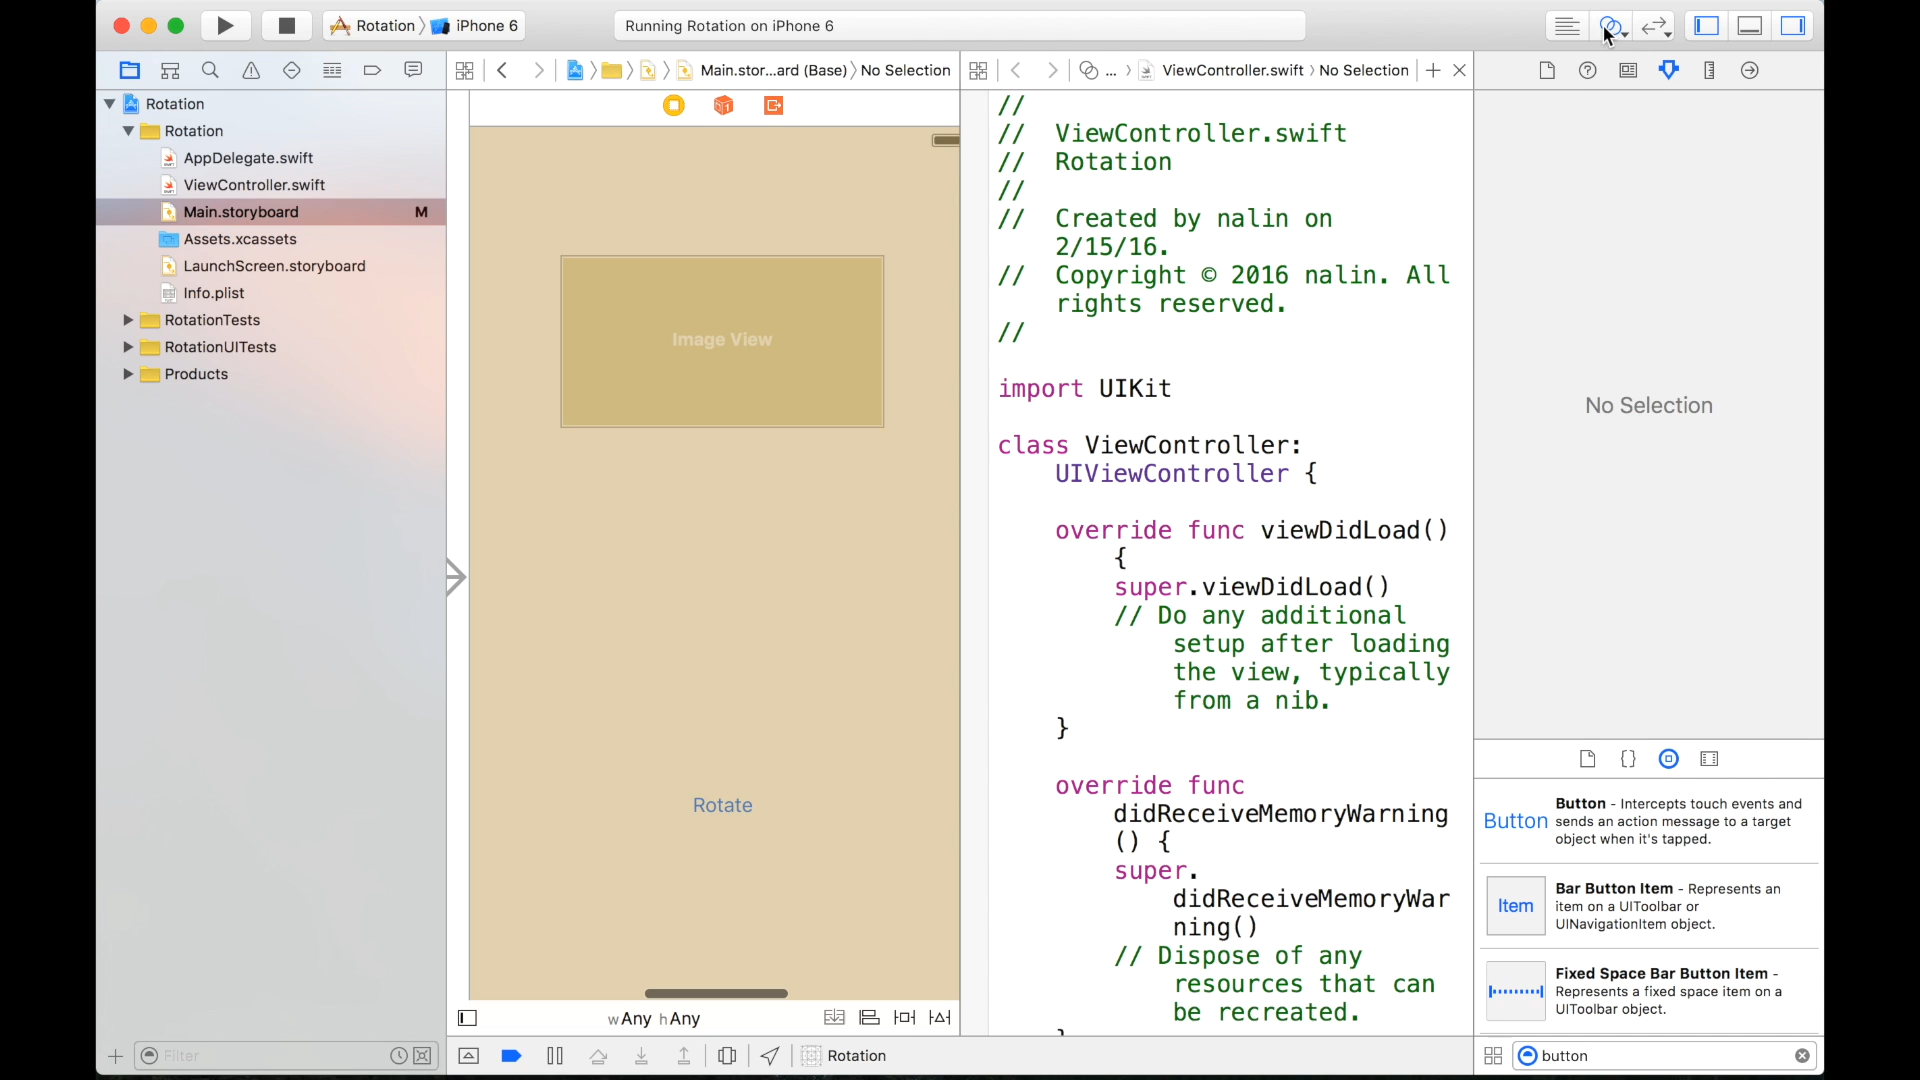 Rotation
iPhone 6
Running Rotation on iPhone 6
Main.stor...ard (Base)
No Selection
...
ViewController.swift
No Selection
Rotation
Rotation
AppDelegate.swift
ViewController.swift
Main.storyboard
M
Assets.xcassets
LaunchScreen.storyboard
Info.plist
RotationTests
RotationUITests
Products
Image View
Rotate
wAny hAny
//
// ViewController.swift
// Rotation
//
// Created by nalin on
2/15/16.
// Copyright © 2016 nalin. All
rights reserved.
//
import UIKit
class ViewController:
UIViewController {
override func viewDidLoad()
{
super.viewDidLoad()
// Do any additional
setup after loading
the view, typically
from a nib.
}
override func
didReceiveMemoryWarning
() {
super.
didReceiveMemoryWar
ning()
// Dispose of any
resources that can
be recreated.
}
No Selection
Button
Button - Intercepts touch events and
sends an action message to a target
object when it's tapped.
Item
Bar Button Item - Represents an
item on a UIToolbar or
UINavigationItem object.
Fixed Space Bar Button Item -
Represents a fixed space item on a
UIToolbar object.
Filter
Rotation
button